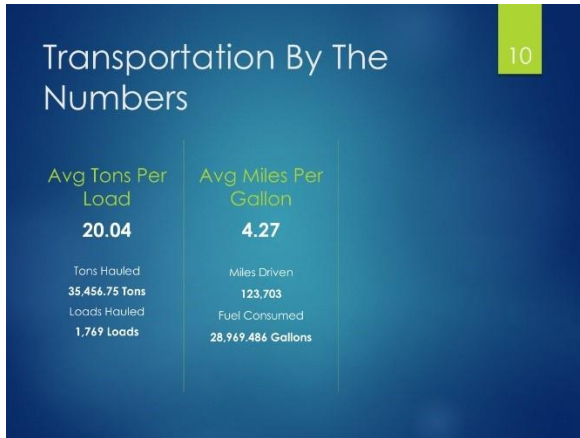 Transportation By The
Numbers
10
Avg Tons Per
Load
20.04
Tons Hauled
35,456.75 Tons
Loads Hauled
1,769 Loads
Avg Miles Per
Gallon
4.27
Miles Driven
123,703
Fuel Consumed
28,969.486 Gallons